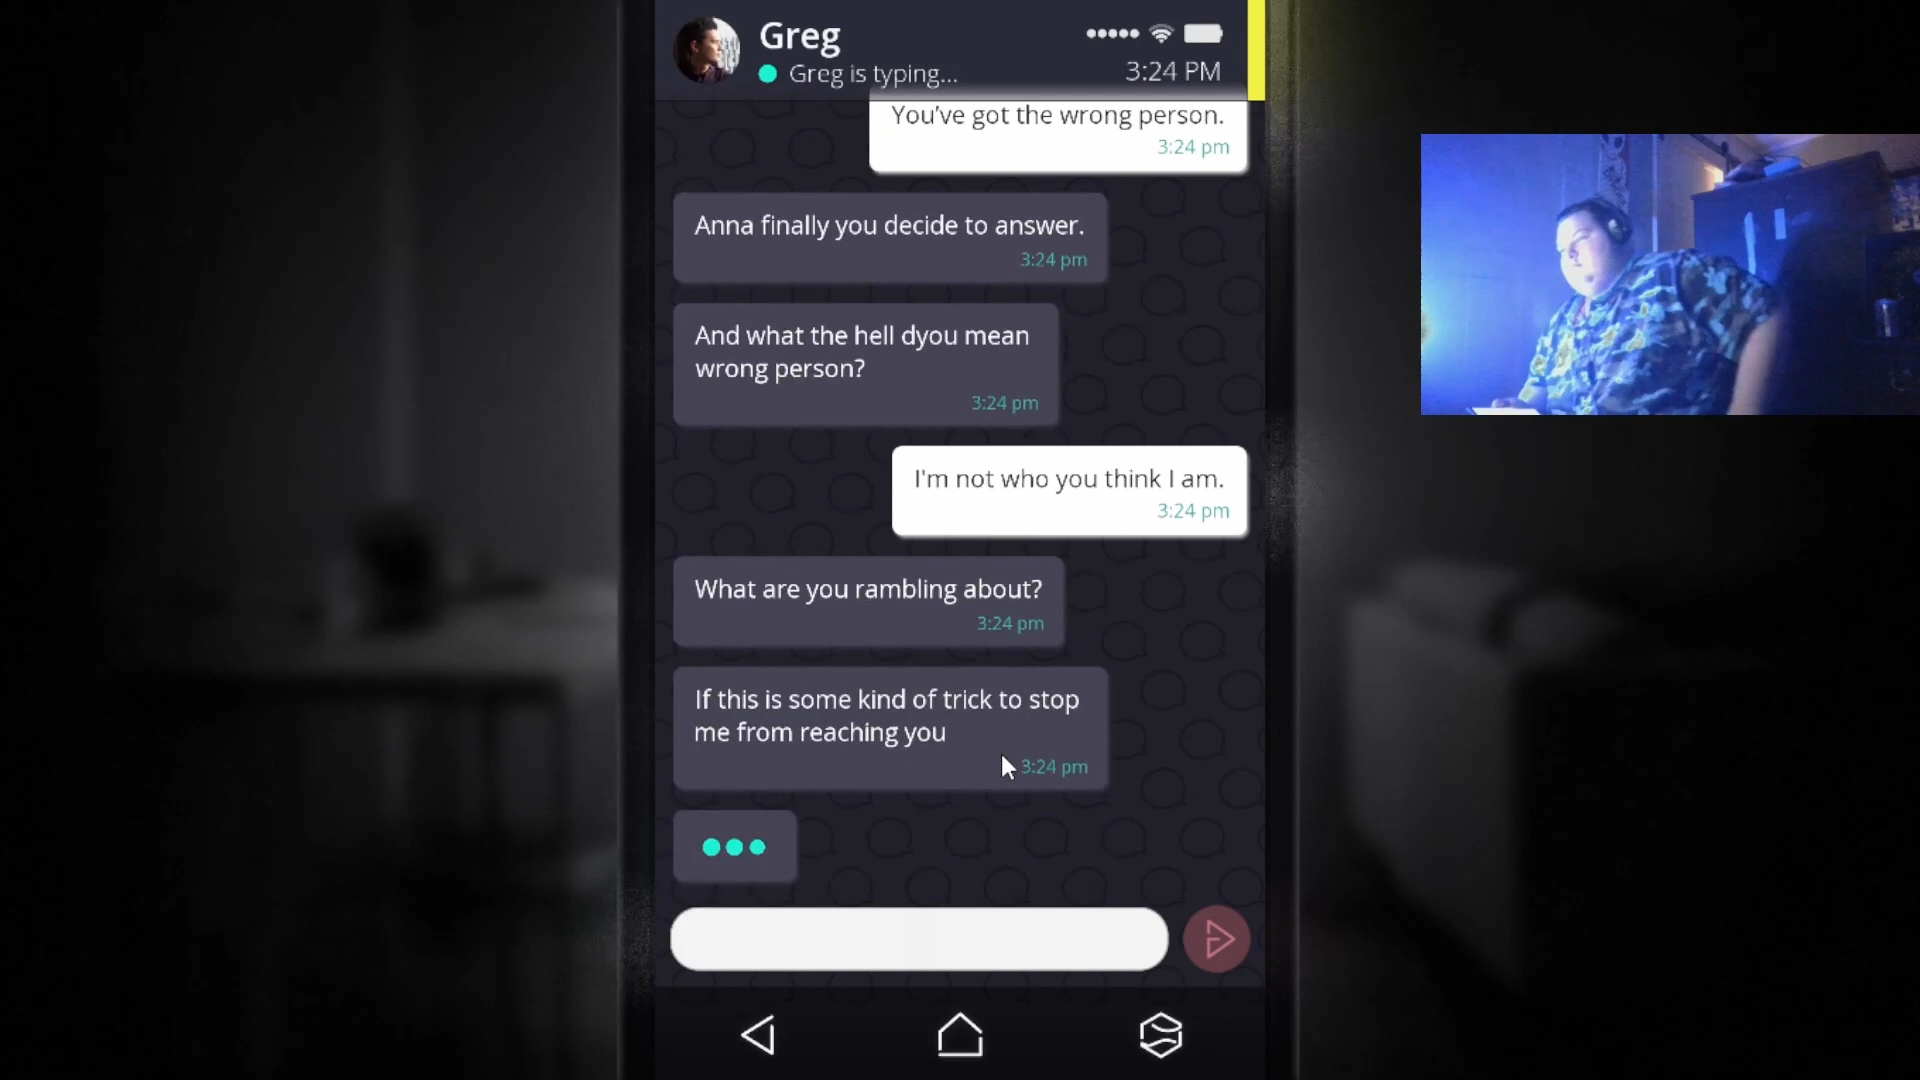 Greg
Greg is typing...
3:24 PM
You've got the wrong person.
3:24 pm
Anna finally you decide to answer.
3:24 pm
And what the hell dyou mean
wrong person?
3:24 pm
I'm not who you think I am.
3:24 pm
What are you rambling about?
3:24 pm
If this is some kind of trick to stop
me from reaching you
3:24 pm